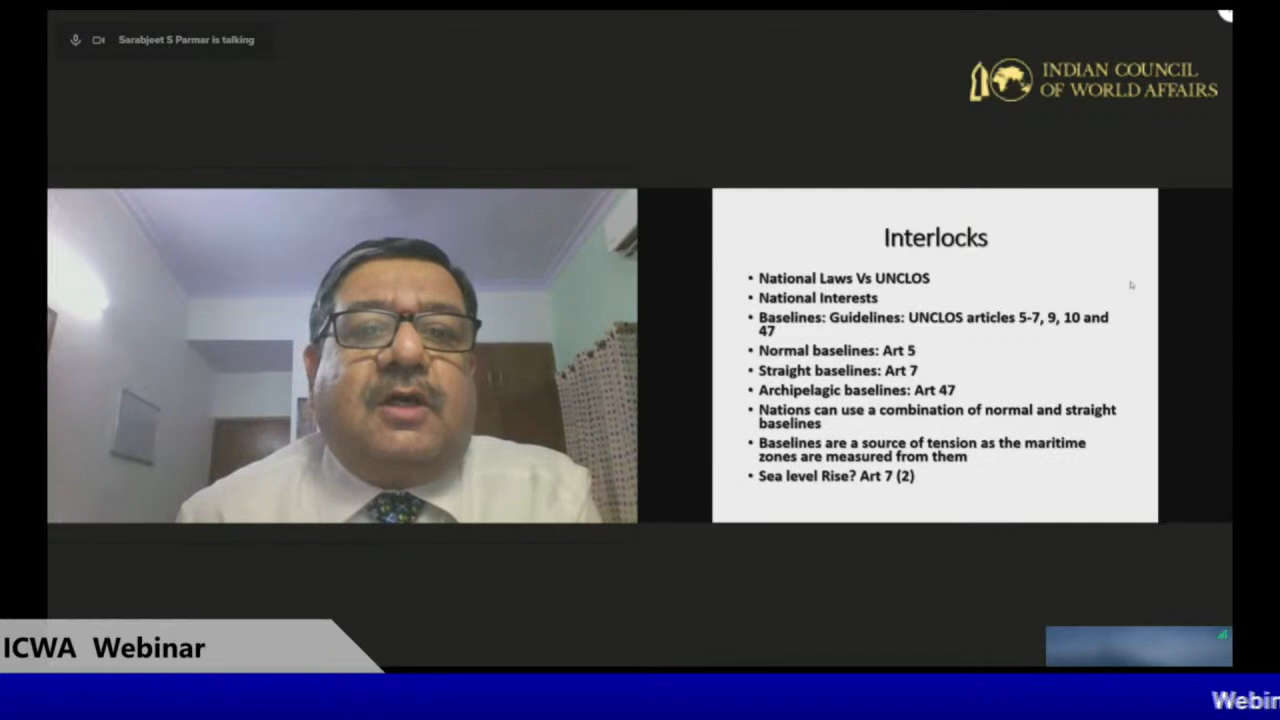 Sarabjeet S Parmar is talking
INDIAN COUNCIL
OF WORLD AFFAIRS
Interlocks
• National Laws Vs UNCLOS
• National Interests
• Baselines: Guidelines: UNCLOS articles 5-7, 9, 10 and
47
• Normal baselines: Art 5
• Straight baselines: Art 7
• Archipelagic baselines: Art 47
• Nations can use a combination of normal and straight
baselines
• Baselines are a source of tension as the maritime
zones are measured from them
• Sea level Rise? Art 7 (2)
ICWA Webinar